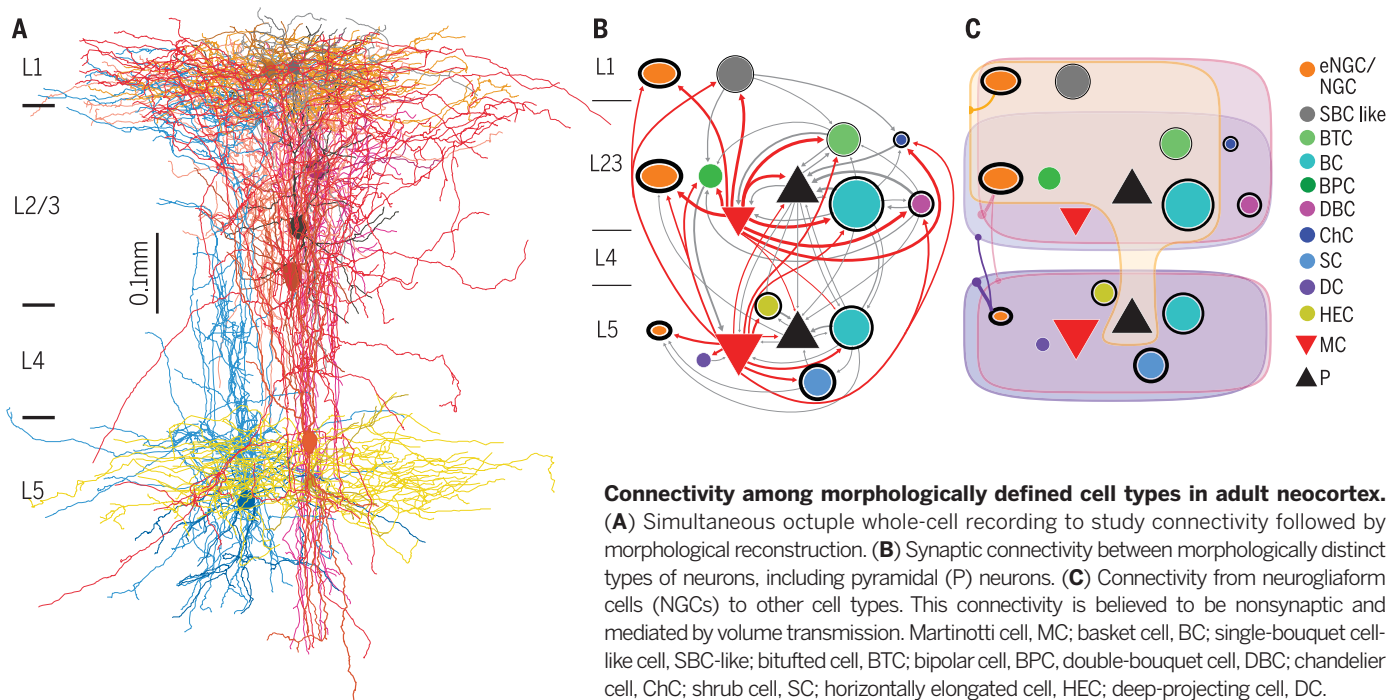 A
L1
L2/3
0.1mm
L4
L5
B
L1
L23
L4
L5
C
eNGC/
NGC
SBC like
BTC
BC
BPC
DBC
ChC
SC
DC
HEC
MC
P
Connectivity among morphologically defined cell types in adult neocortex.
(A) Simultaneous octuple whole-cell recording to study connectivity followed by
morphological reconstruction. (B) Synaptic connectivity between morphologically distinct
types of neurons, including pyramidal (P) neurons. (C) Connectivity from neurogliaform
cells (NGCs) to other cell types. This connectivity is believed to be nonsynaptic and
mediated by volume transmission. Martinotti cell, MC; basket cell, BC; single-bouquet cell-
like cell, SBC-like; bitufted cell, BTC; bipolar cell, BPC, double-bouquet cell, DBC; chandelier
cell, ChC; shrub cell, SC; horizontally elongated cell, HEC; deep-projecting cell, DC.